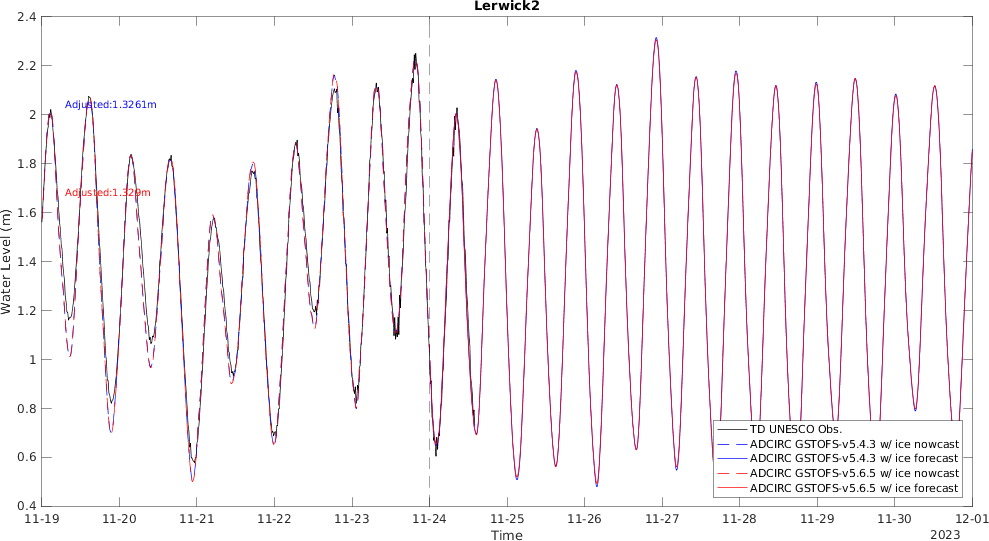 Lerwick2
2.4
2.2
2
1.8
1.6
1.4
1.2
1
0.8
0.6
0.4
Water Level (m)
Adjusted:1.3261m
Adjusted:1.329m
TD UNESCO Obs.
ADCIRC GSTOFS-v5.4.3 w/ ice nowcast
ADCIRC GSTOFS-v5.4.3 w/ ice forecast
ADCIRC GSTOFS-v5.6.5 w/ ice nowcast
ADCIRC GSTOFS-v5.6.5 w/ ice forecast
11-19 11-20 11-21 11-22 11-23 11-24 11-25 11-26 11-27 11-28 11-29 11-30 12-01
Time
2023